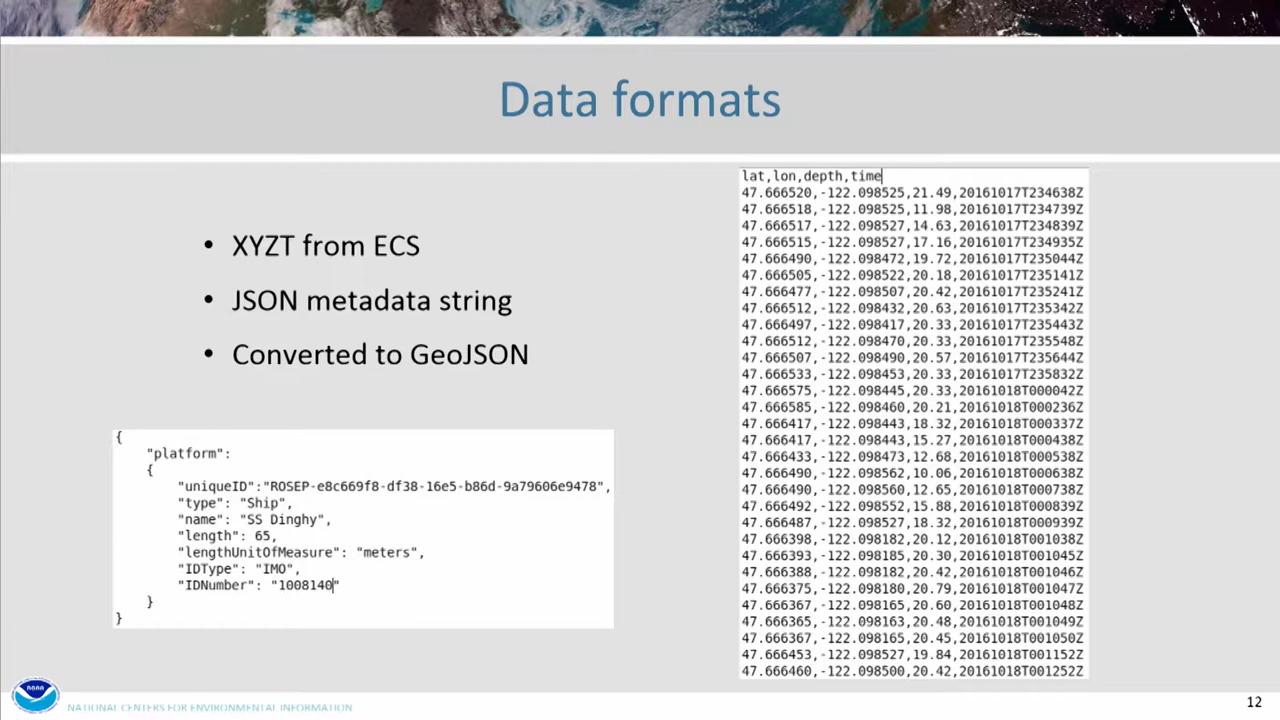 Data formats
• XYZT from ECS
• JSON metadata string
• Converted to GeoJSON
{
"platform":
{
"uniqueID":"ROSEP-e8c669f8-df38-16e5-b86d-9a79606e9478",
"type": "Ship",
"name": "SS Dinghy",
"length": 65,
"lengthUnitOfMeasure": "meters",
"IDType": "IMO",
"IDNumber": "1008140"
}
}
lat,lon,depth,time
47.666520,-122.098525,21.49,20161017T234638Z
47.666518,-122.098525,11.98,20161017T234739Z
47.666517,-122.098527,14.63,20161017T234839Z
47.666515,-122.098527,17.16,20161017T234935Z
47.666490,-122.098472,19.72,20161017T235044Z
47.666505,-122.098522,20.18,20161017T235141Z
47.666477,-122.098507,20.42,20161017T235241Z
47.666512,-122.098432,20.63,20161017T235342Z
47.666497,-122.098417,20.33,20161017T235443Z
47.666512,-122.098470,20.33,20161017T235548Z
47.666507,-122.098490,20.57,20161017T235644Z
47.666533,-122.098453,20.33,20161017T235832Z
47.666575,-122.098445,20.33,20161018T000042Z
47.666585,-122.098460,20.21,20161018T000236Z
47.666417,-122.098443,18.32,20161018T000337Z
47.666417,-122.098443,15.27,20161018T000438Z
47.666433,-122.098473,12.68,20161018T000538Z
47.666490,-122.098562,10.06,20161018T000638Z
47.666490,-122.098560,12.65,20161018T000738Z
47.666492,-122.098552,15.88,20161018T000839Z
47.666487,-122.098527,18.32,20161018T000939Z
47.666398,-122.098182,20.12,20161018T001038Z
47.666393,-122.098185,20.30,20161018T001045Z
47.666388,-122.098182,20.42,20161018T001046Z
47.666375,-122.098180,20.79,20161018T001047Z
47.666367,-122.098165,20.60,20161018T001048Z
47.666365,-122.098163,20.48,20161018T001049Z
47.666367,-122.098165,20.45,20161018T001050Z
47.666453,-122.098527,19.84,20161018T001152Z
47.666460,-122.098500,20.42,20161018T001252Z
noaa
NATIONAL CENTERS FOR ENVIRONMENTAL INFORMATION
12